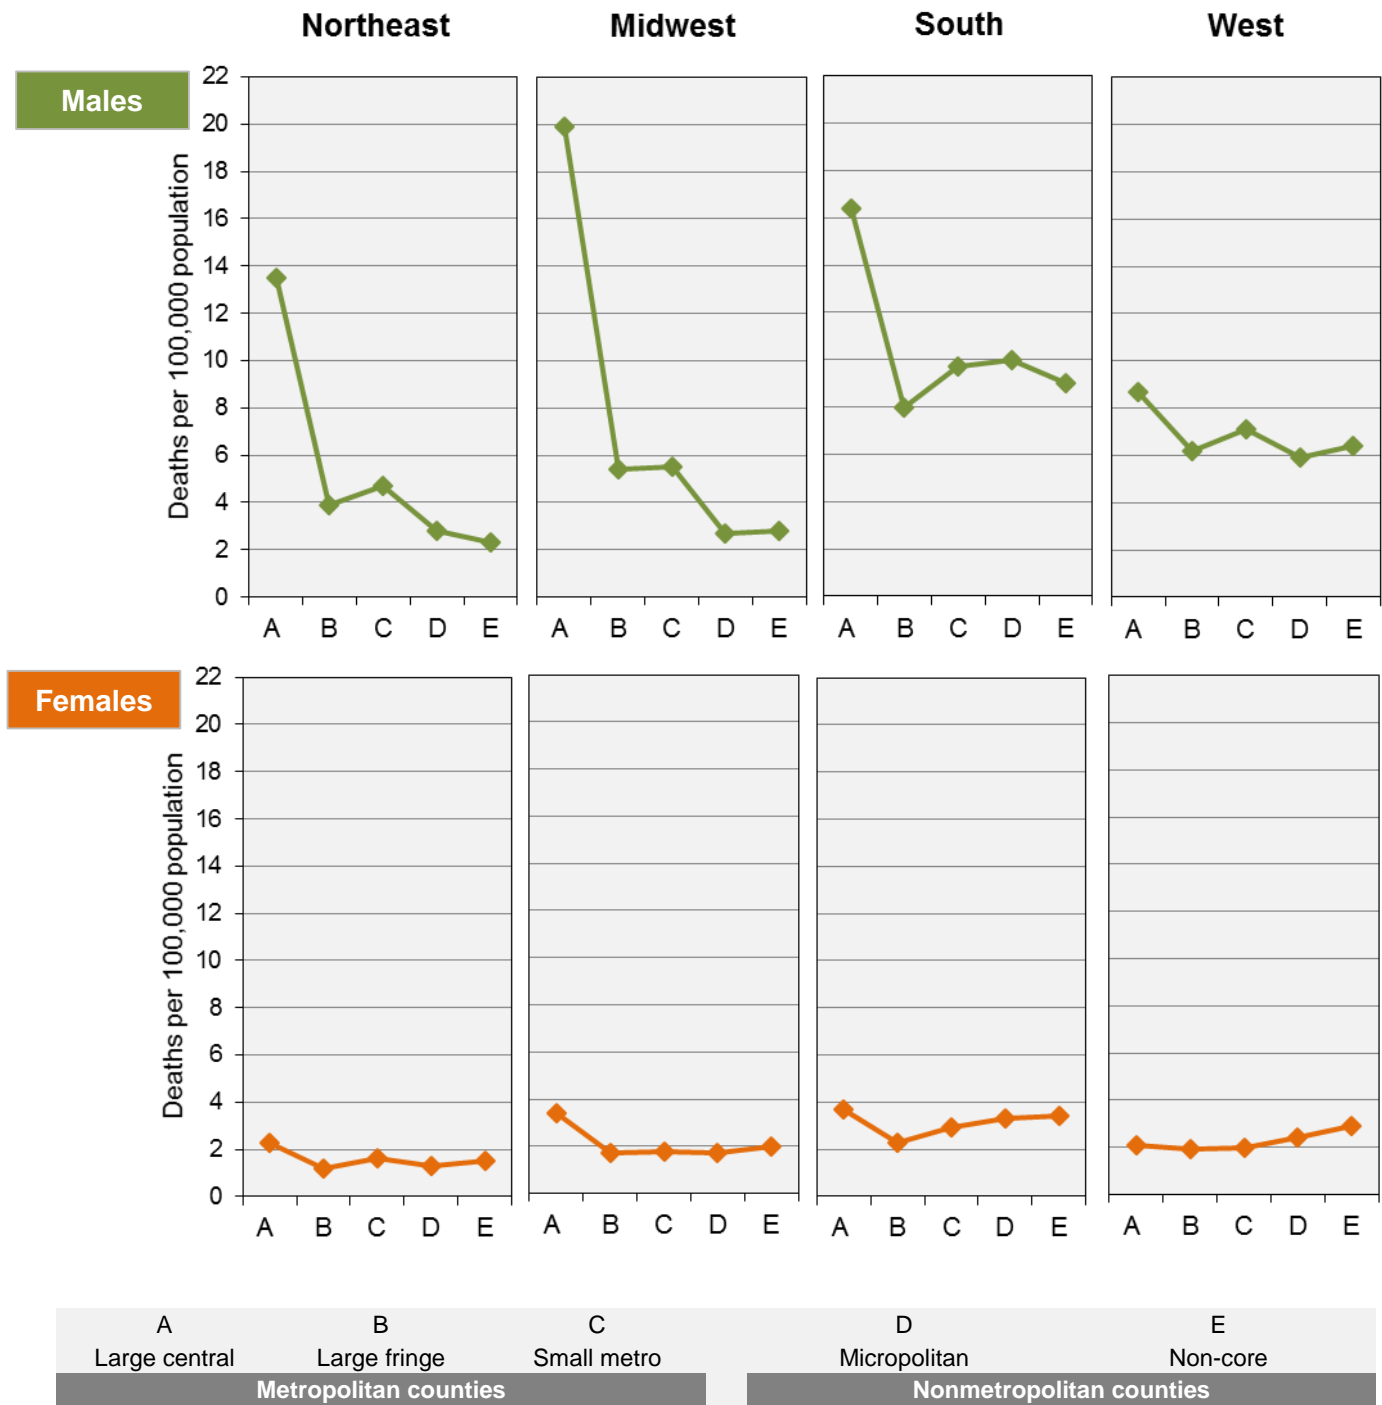 Northeast Midwest South West
Males
Deaths per 100,000 population
22
20
18
16
14
12
10
8
6
4
2
0
A B C D E A B C D E A B C D E A B C D E
Females
Deaths per 100,000 population
22
20
18
16
14
12
10
8
6
4
2
0
A B C D E A B C D E A B C D E A B C D E
A B C D E
Large central Large fringe Small metro Micropolitan Non-core
Metropolitan counties Nonmetropolitan counties